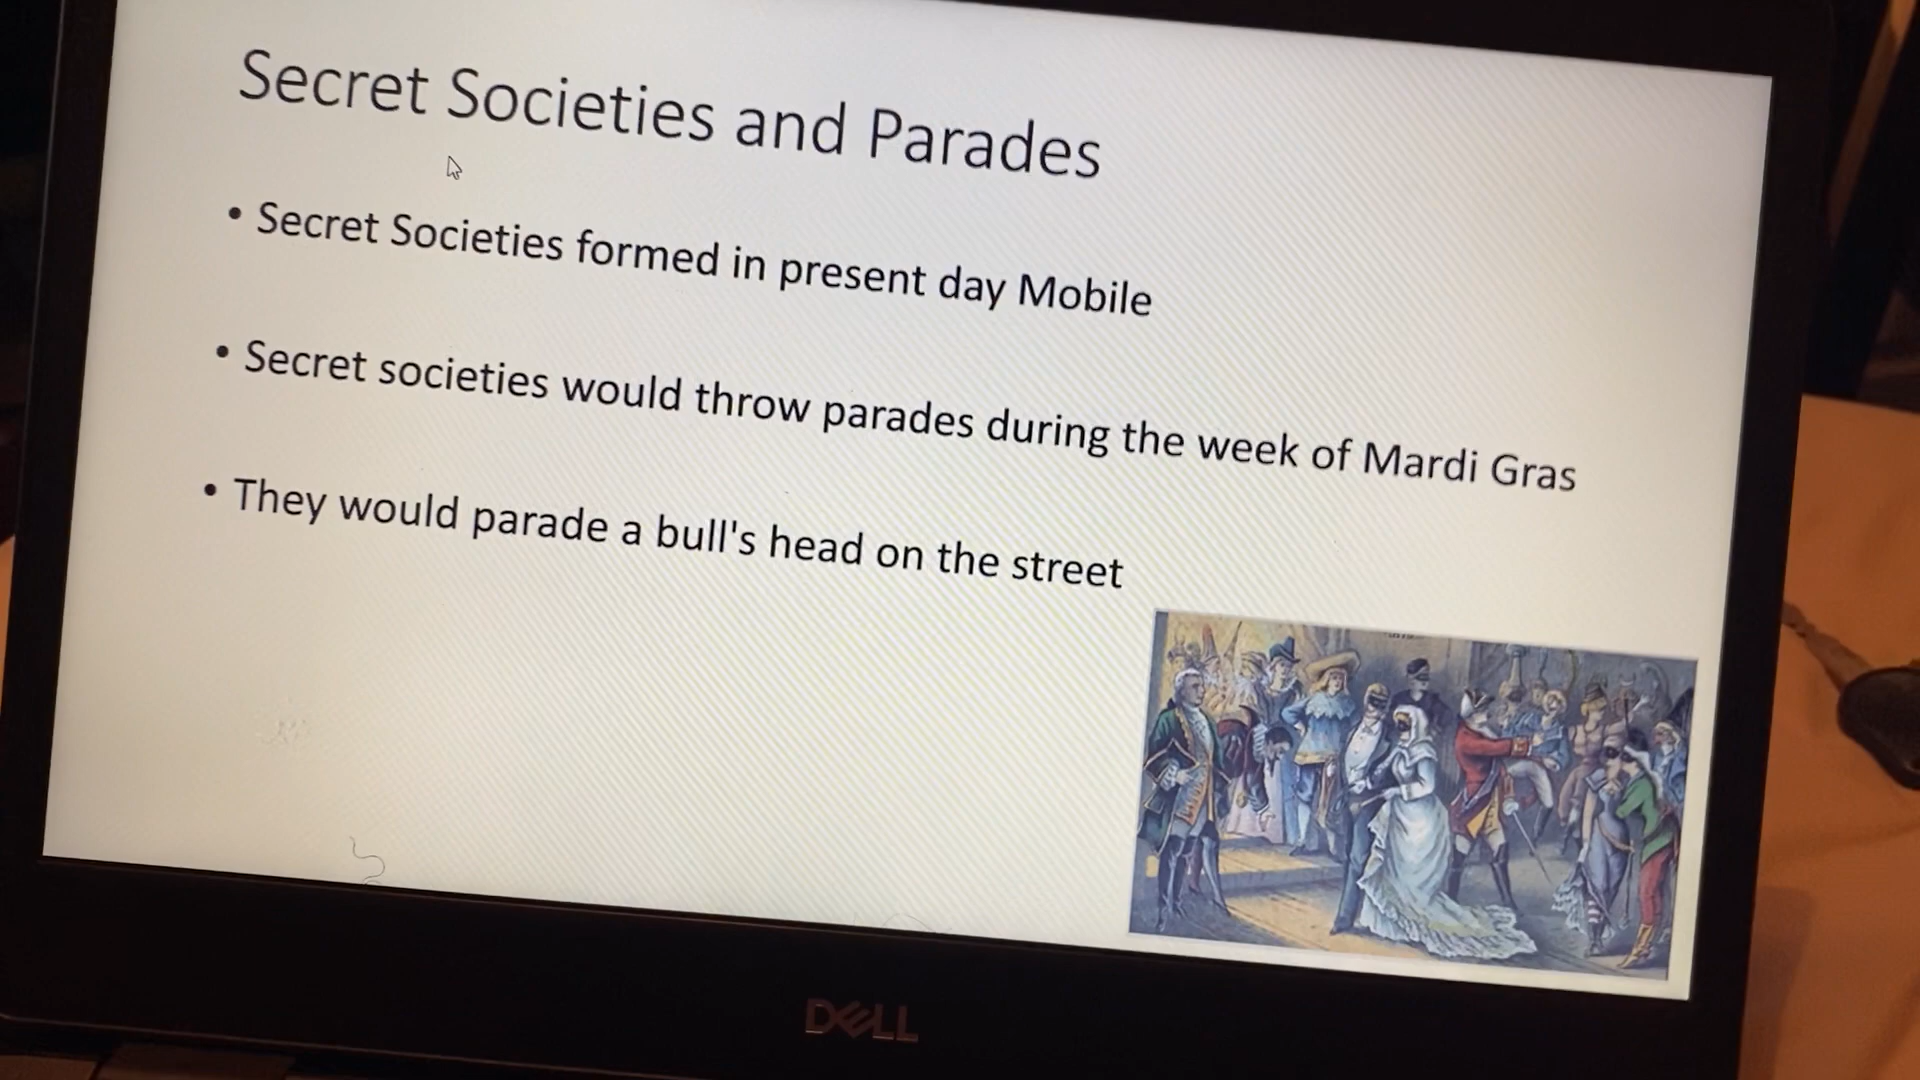 Secret Societies and Parades
• Secret Societies formed in present day Mobile
• Secret societies would throw parades during the week of Mardi Gras
• They would parade a bull's head on the street
DELL